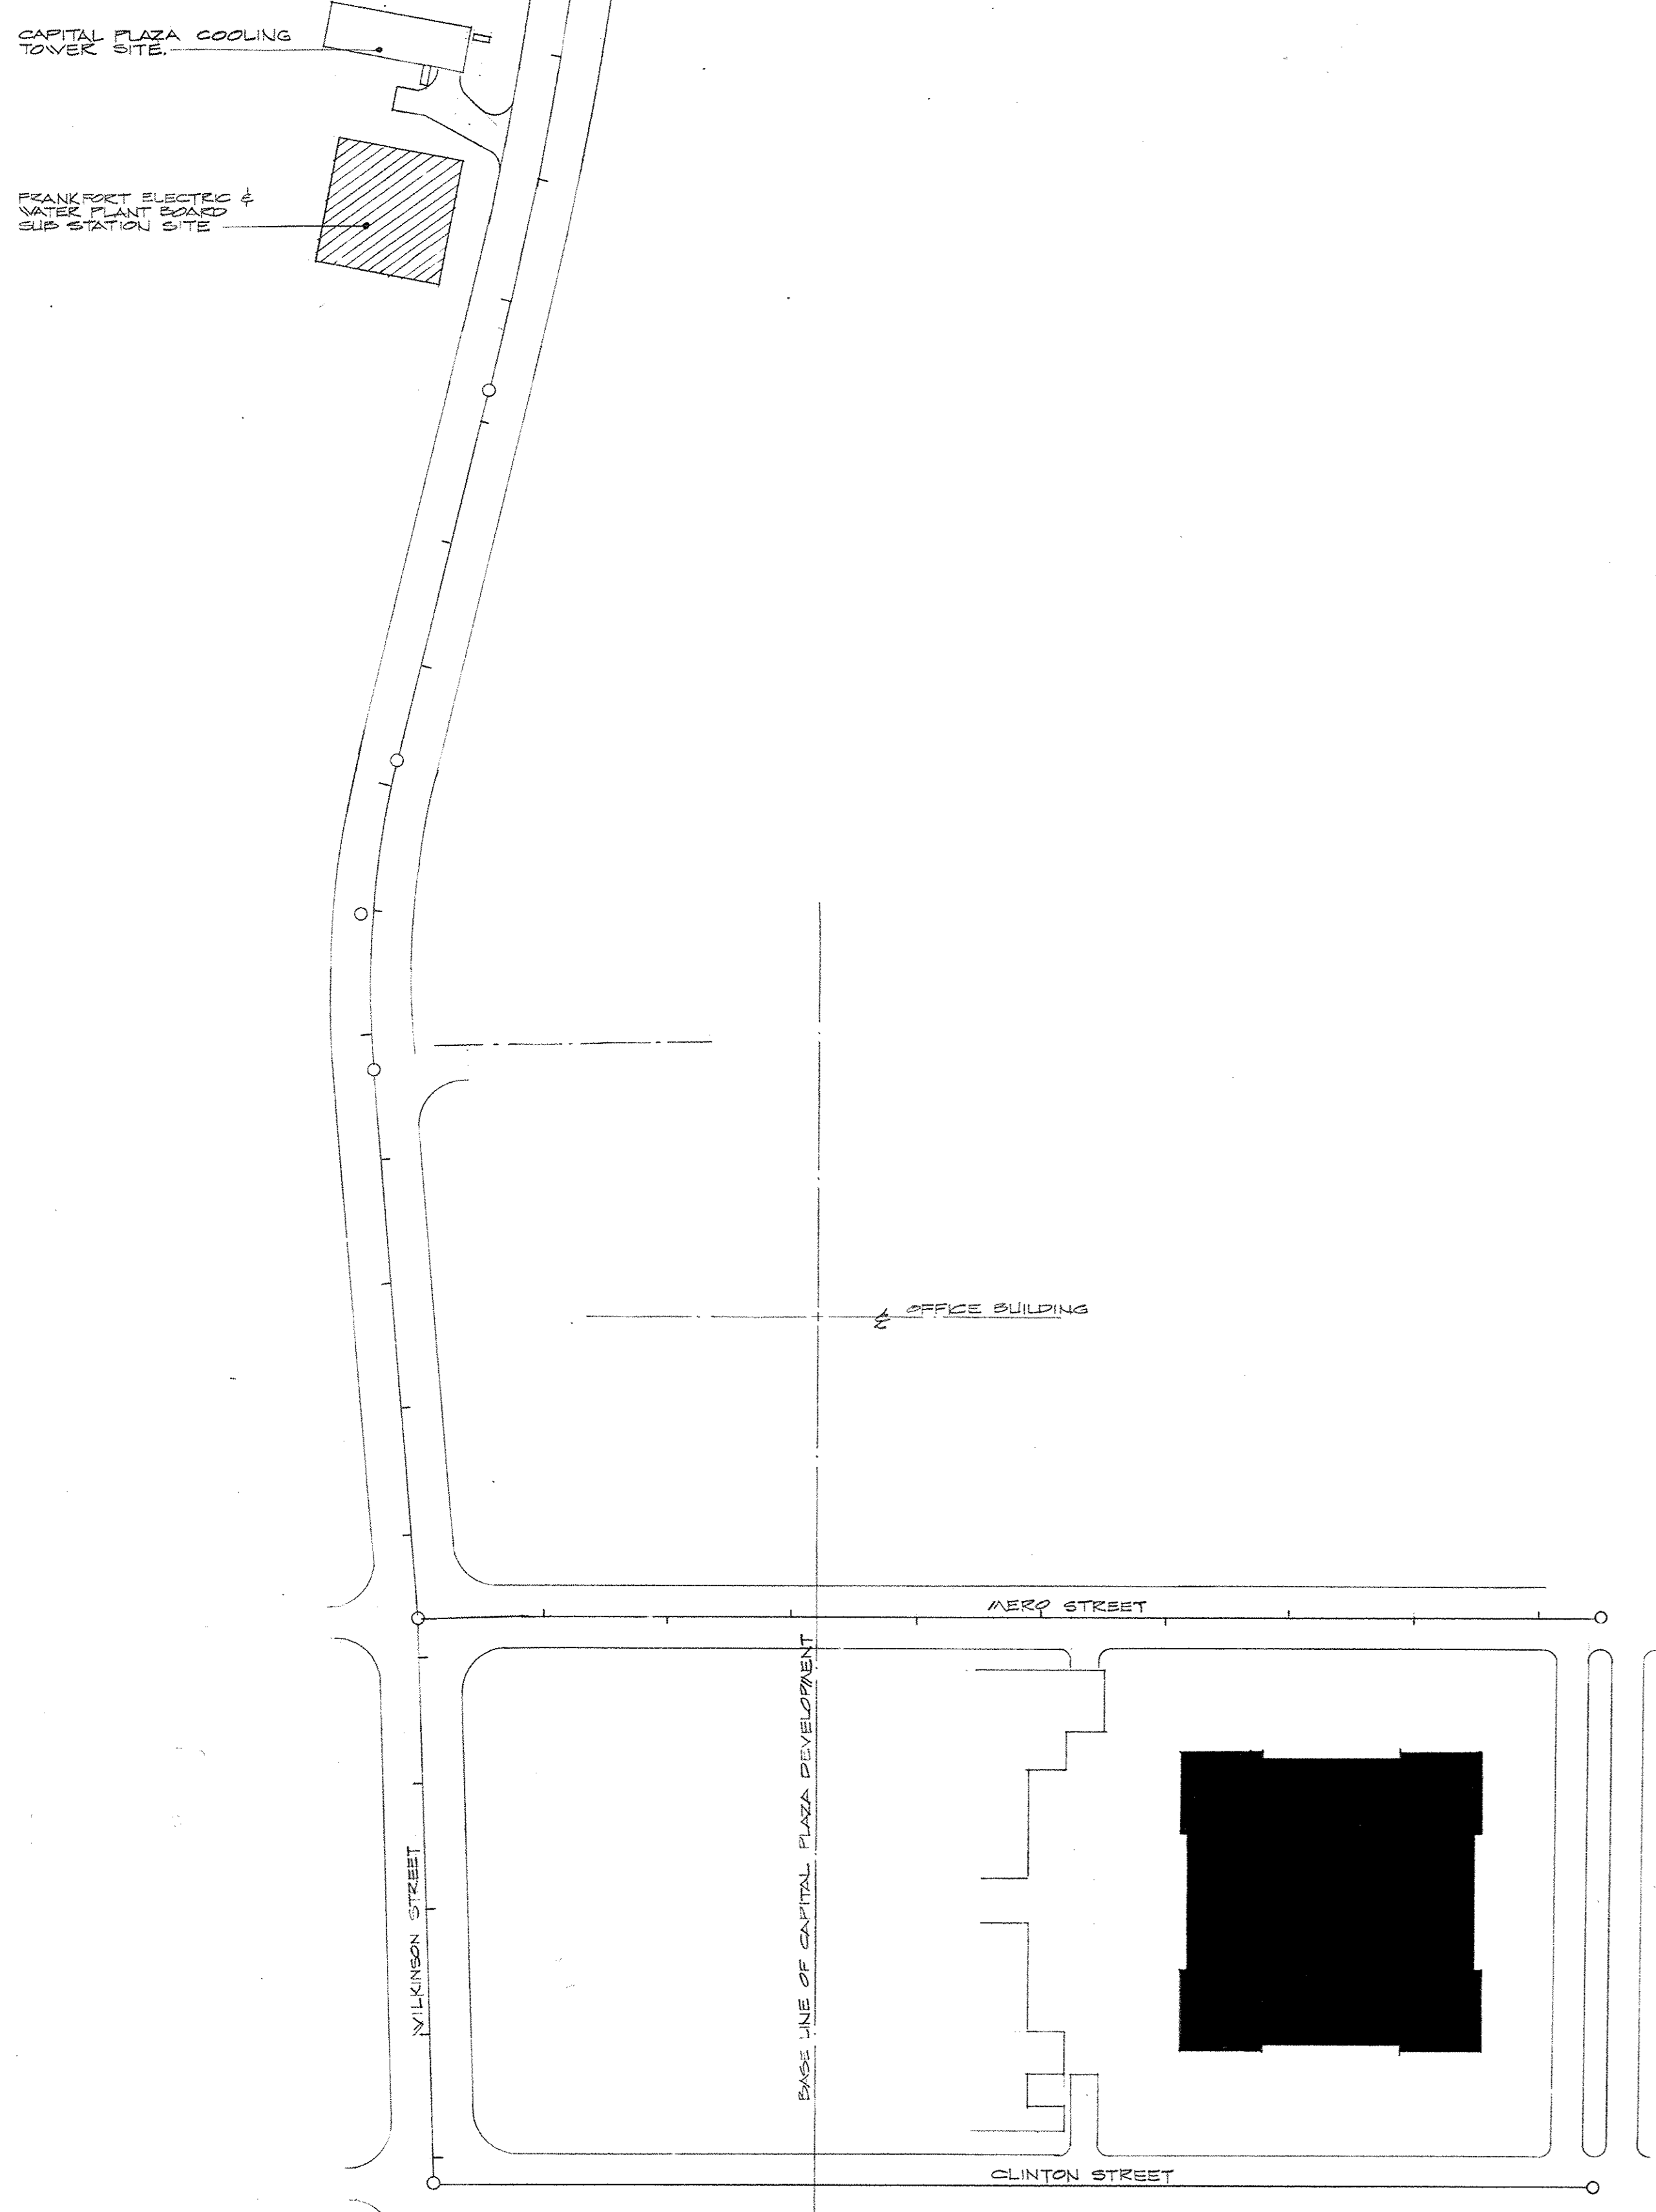 CAPITAL PLAZA COOLING
TOWER SITE.
FRANKFORT ELECTRIC &
WATER PLANT BOARD
SUB STATION SITE
℄ OFFICE BUILDING
MERO STREET
BASE LINE OF CAPITAL PLAZA DEVELOPMENT
WILKINSON STREET
CLINTON STREET